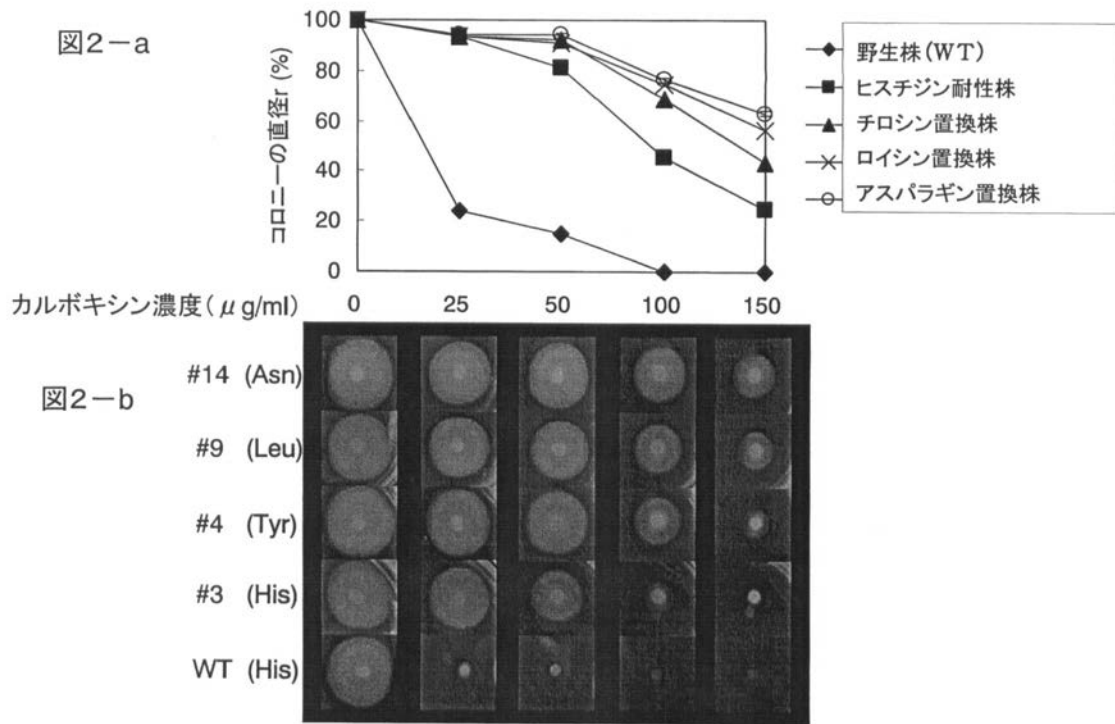 図2-a
コロニーの直径r (%)
100
80
60
40
20
0
野生株(WT)
ヒスチジン耐性株
チロシン置換株
ロイシン置換株
アスパラギン置換株
カルボキシン濃度(μg/ml)
0 25 50 100 150
図2-b
#14 (Asn)
#9 (Leu)
#4 (Tyr)
#3 (His)
WT (His)